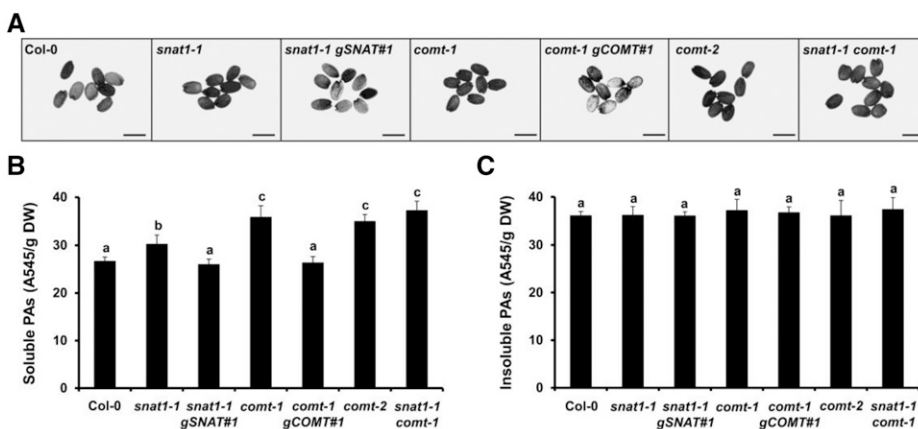 A
Col-0 snat1-1 snat1-1 gSNAT#1 comt-1 comt-1 gCOMT#1 comt-2 snat1-1 comt-1
B
Soluble PAs (A545/g DW)
40
30
20
10
0
a b a c a c c
Col-0 snat1-1 snat1-1 comt-1 comt-1 comt-2 snat1-1
gSNAT#1 gCOMT#1 comt-1
C
Insoluble PAs (A545/g DW)
40
30
20
10
0
a a a a a a a
Col-0 snat1-1 snat1-1 comt-1 comt-1 comt-2 snat1-1
gSNAT#1 gCOMT#1 comt-1